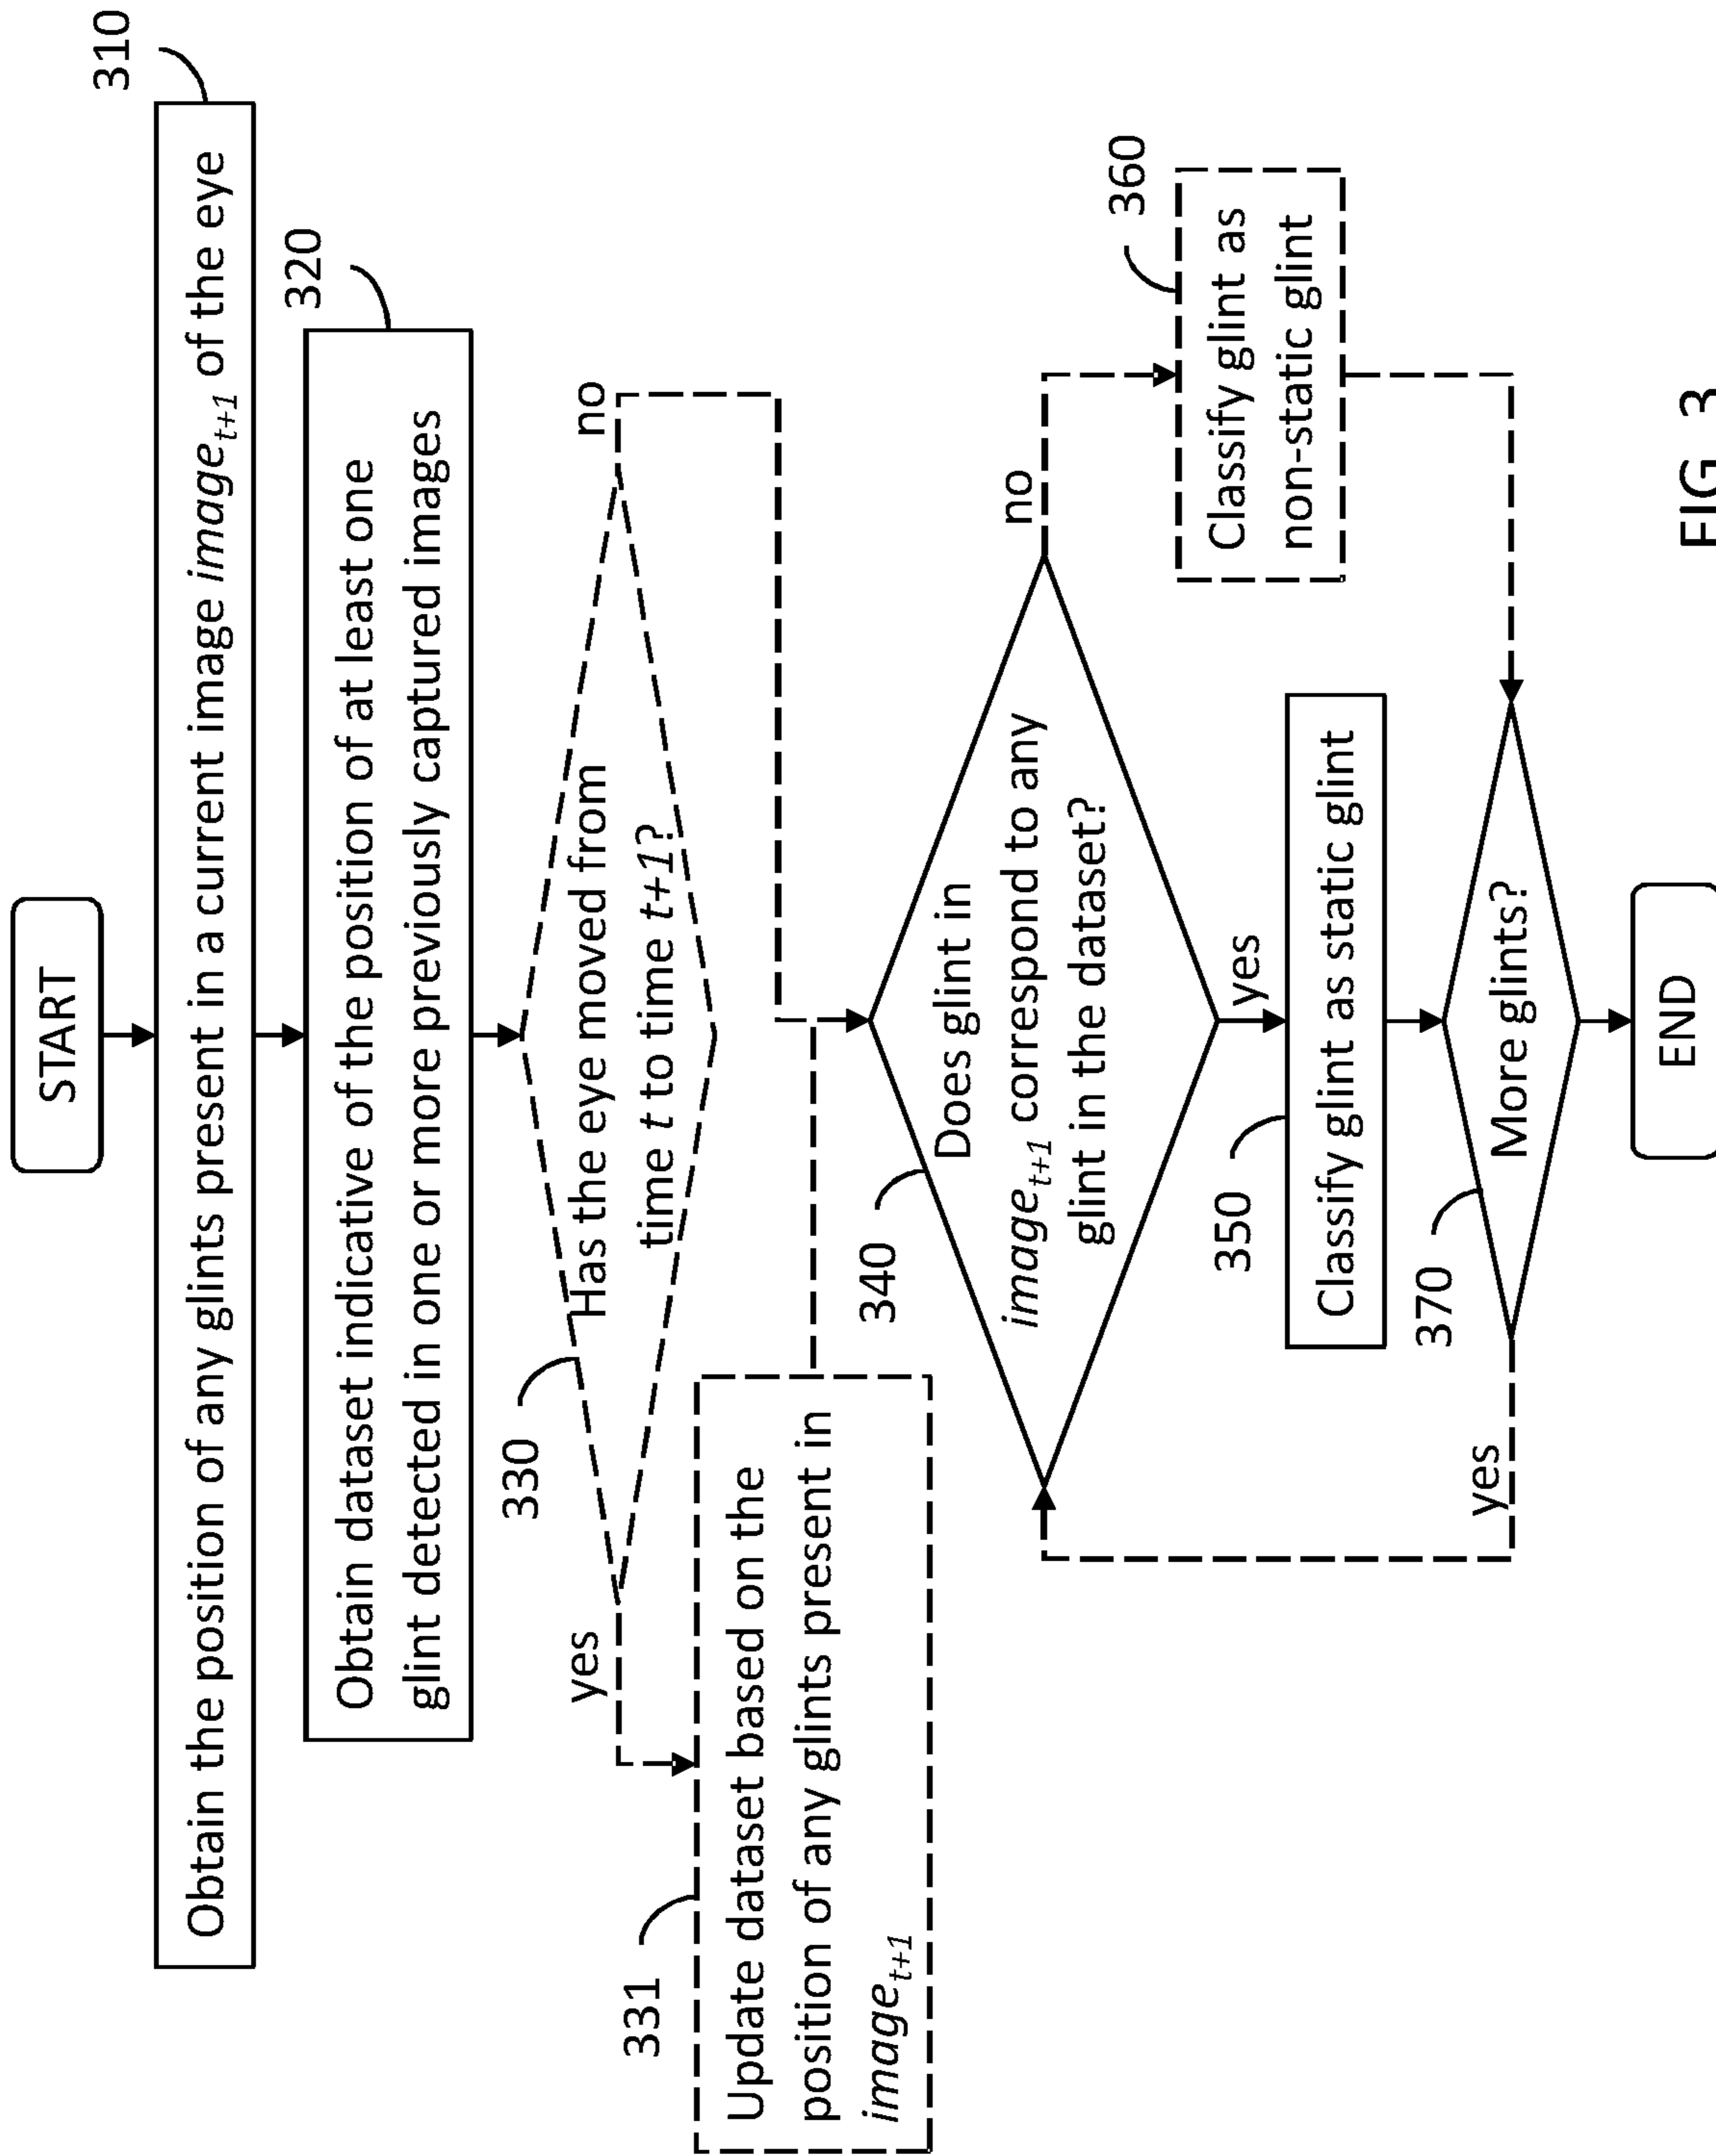 START
310
Obtain the position of any glints present in a current image image_{t+1} of the eye
320
Obtain dataset indicative of the position of at least one
glint detected in one or more previously captured images
330
Has the eye moved from
time t to time t+1?
yes
no
331
Update dataset based on the
position of any glints present in
image_{t+1}
340
Does glint in
image_{t+1} correspond to any
glint in the dataset?
no
yes
360
Classify glint as
non-static glint
350
Classify glint as static glint
370
More glints?
yes
END
FIG. 3